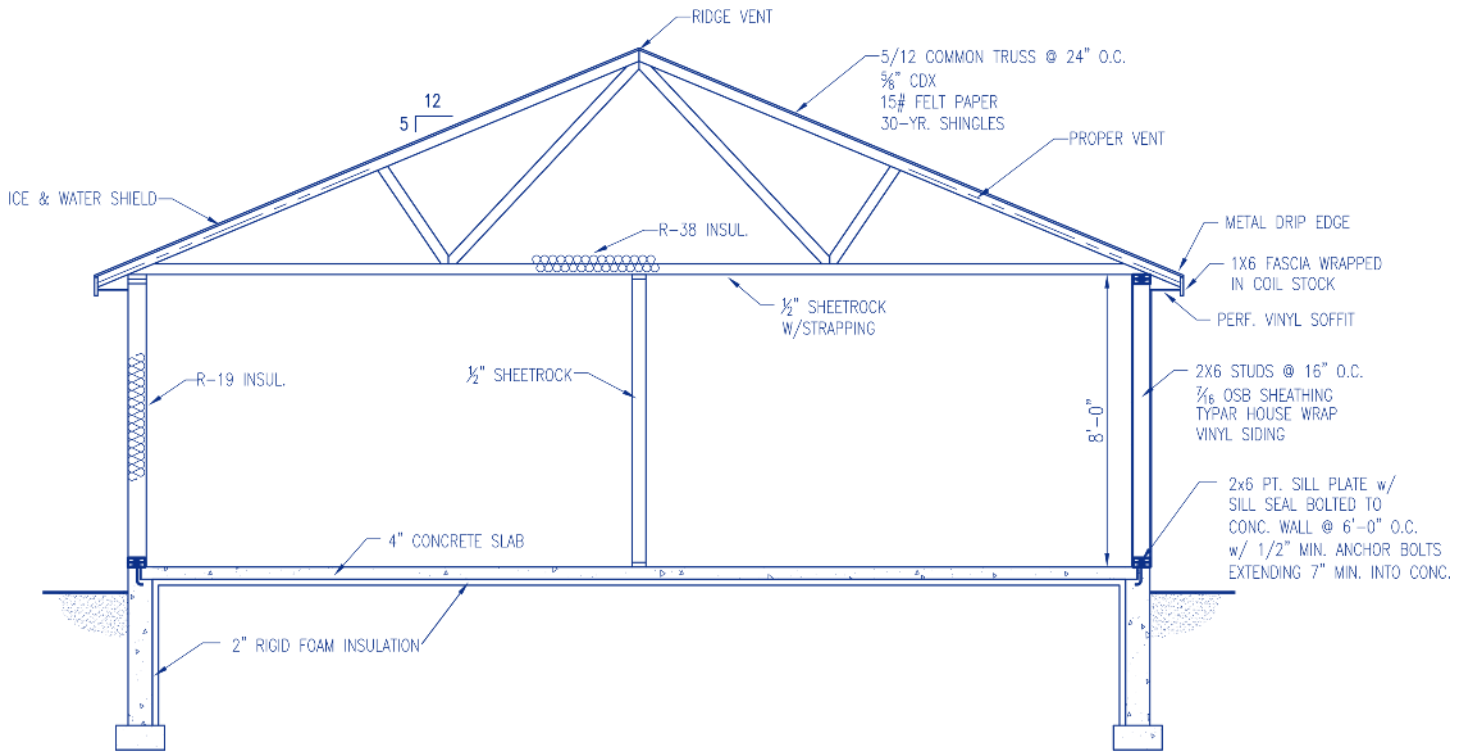 RIDGE VENT
5/12 COMMON TRUSS @ 24" O.C.
⅝" CDX
15# FELT PAPER
30-YR. SHINGLES
12
5
PROPER VENT
ICE & WATER SHIELD
METAL DRIP EDGE
R-38 INSUL.
1X6 FASCIA WRAPPED
IN COIL STOCK
½" SHEETROCK
W/STRAPPING
PERF. VINYL SOFFIT
R-19 INSUL.
½" SHEETROCK
2X6 STUDS @ 16" O.C.
7/16 OSB SHEATHING
TYPAR HOUSE WRAP
VINYL SIDING
8'-0"
2x6 PT. SILL PLATE w/
SILL SEAL BOLTED TO
CONC. WALL @ 6'-0" O.C.
w/ 1/2" MIN. ANCHOR BOLTS
EXTENDING 7" MIN. INTO CONC.
4" CONCRETE SLAB
2" RIGID FOAM INSULATION